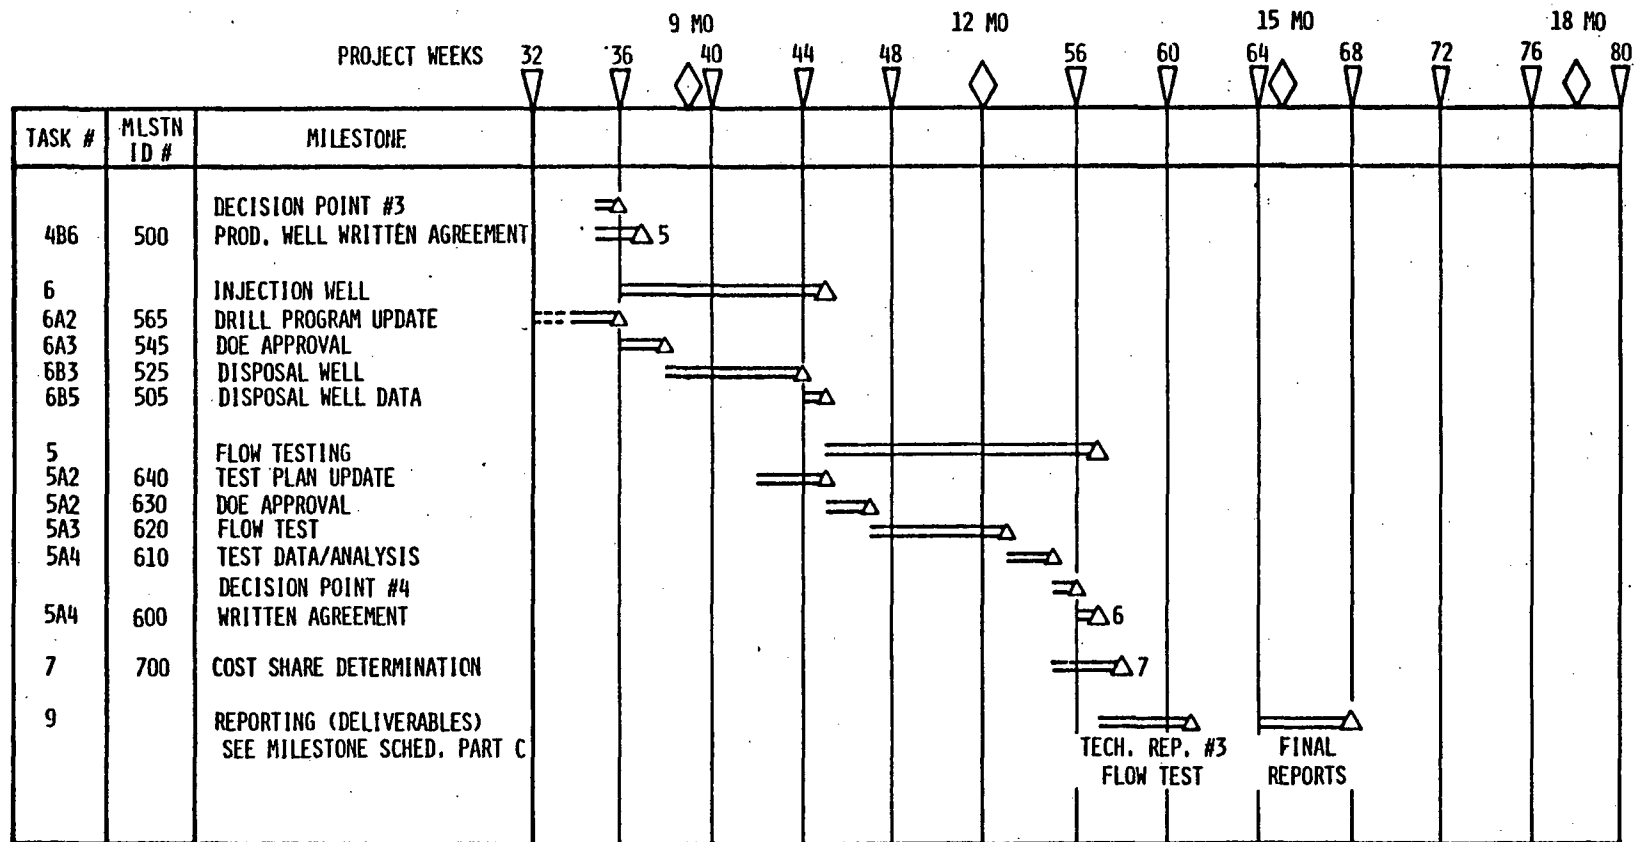 9 MO 12 MO 15 MO 18 MO
PROJECT WEEKS 32 36 40 44 48 56 60 64 68 72 76 80
TASK # MLSTN ID # MILESTONE
DECISION POINT #3
4B6 500 PROD. WELL WRITTEN AGREEMENT 5
6 INJECTION WELL
6A2 565 DRILL PROGRAM UPDATE
6A3 545 DOE APPROVAL
6B3 525 DISPOSAL WELL
6B5 505 DISPOSAL WELL DATA
5 FLOW TESTING
5A2 640 TEST PLAN UPDATE
5A2 630 DOE APPROVAL
5A3 620 FLOW TEST
5A4 610 TEST DATA/ANALYSIS
DECISION POINT #4
5A4 600 WRITTEN AGREEMENT 6
7 700 COST SHARE DETERMINATION 7
9 REPORTING (DELIVERABLES)
SEE MILESTONE SCHED. PART C TECH. REP. #3 FINAL
FLOW TEST REPORTS